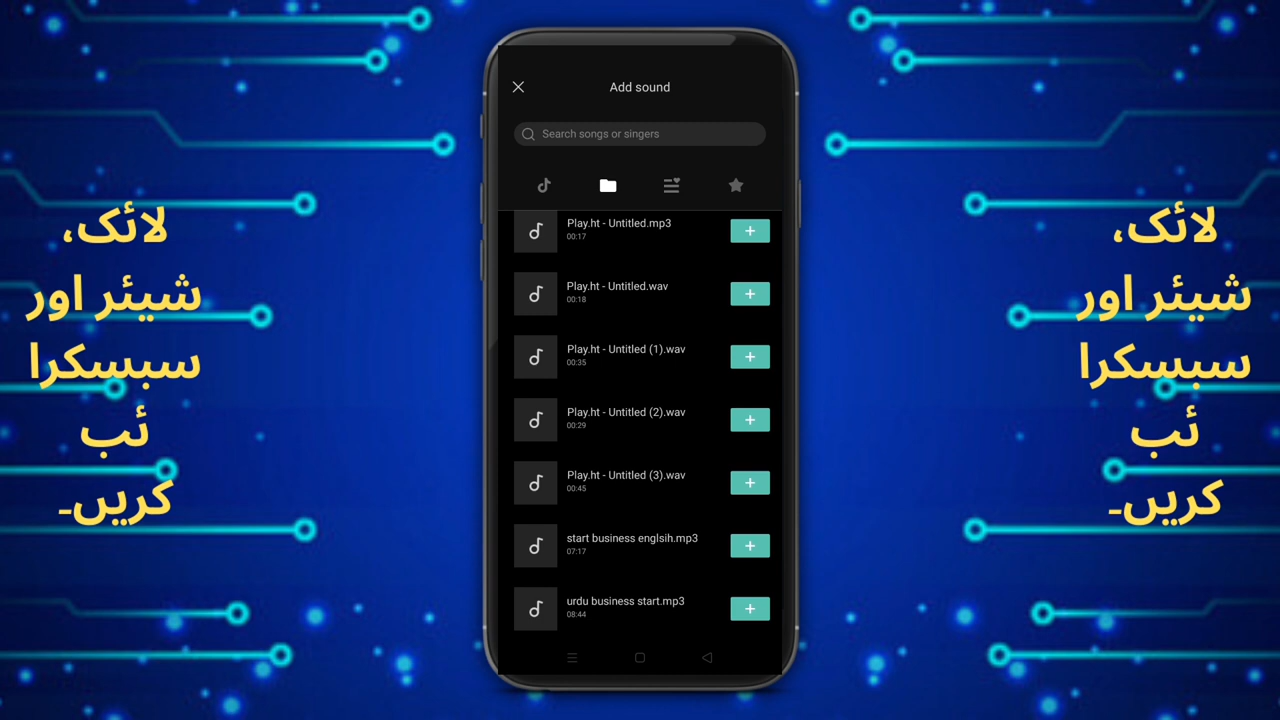 Add sound
Search songs or singers
Play.ht - Untitled.mp3
00:17
Play.ht - Untitled.wav
00:18
Play.ht - Untitled (1).wav
00:35
Play.ht - Untitled (2).wav
00:29
Play.ht - Untitled (3).wav
00:45
start business englsih.mp3
07:17
urdu business start.mp3
08:44
لائک،
شیئر اور
سبسکرا
ئب
کریں۔
لائک،
شیئر اور
سبسکرا
ئب
کریں۔